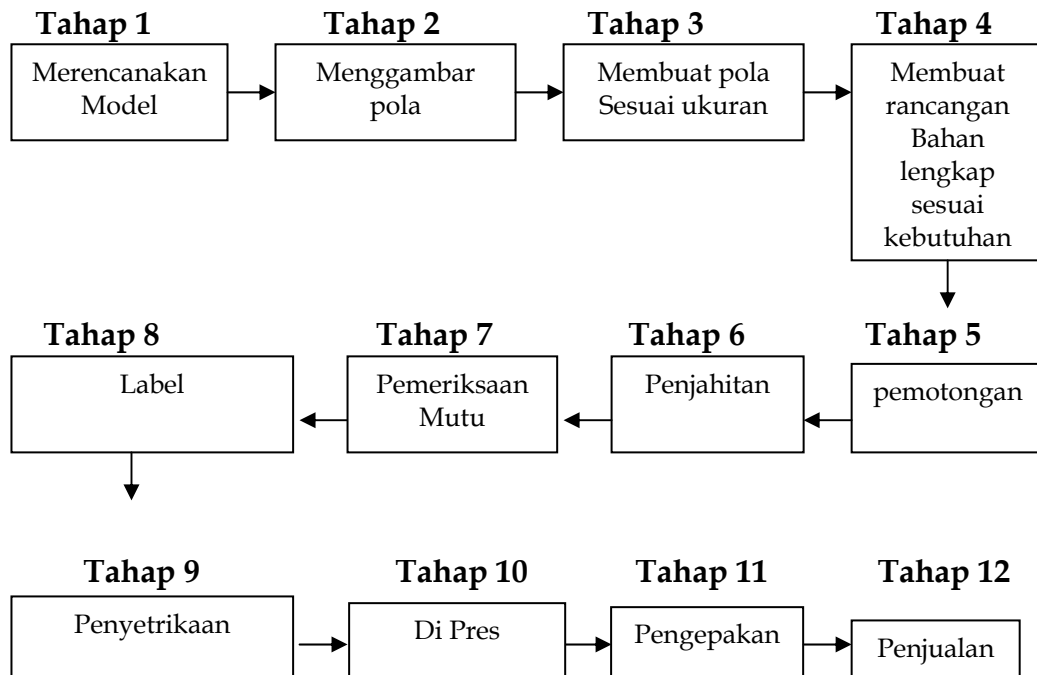 Tahap 1
Merencanakan
Model
Tahap 2
Menggambar
pola
Tahap 3
Membuat pola
Sesuai ukuran
Tahap 4
Membuat
rancangan
Bahan
lengkap
sesuai
kebutuhan
Tahap 5
pemotongan
Tahap 6
Penjahitan
Tahap 7
Pemeriksaan
Mutu
Tahap 8
Label
Tahap 9
Penyetrikaan
Tahap 10
Di Pres
Tahap 11
Pengepakan
Tahap 12
Penjualan